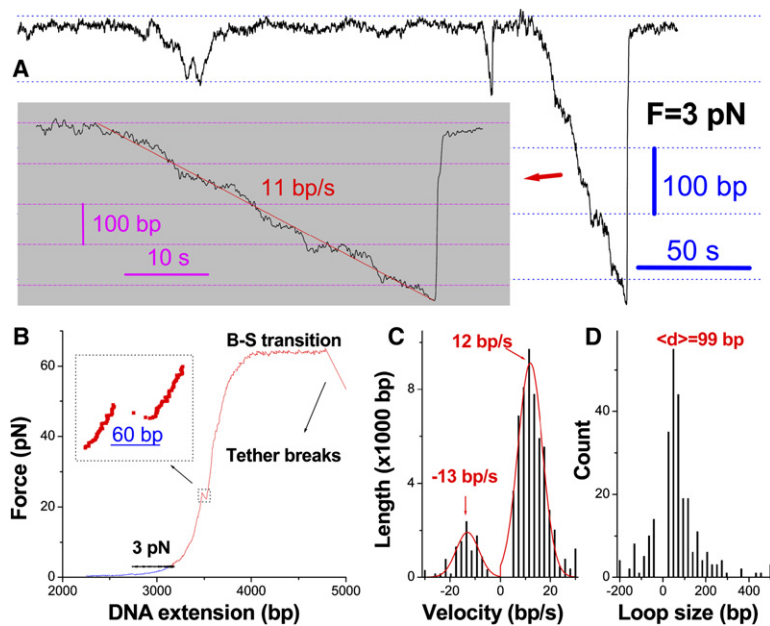 A
F=3 pN
11 bp/s
100 bp
100 bp
10 s
50 s
B
B-S transition
60 bp
Tether breaks
3 pN
60
40
20
0
Force (pN)
2000 3000 4000 5000
DNA extension (bp)
C
12 bp/s
-13 bp/s
8
4
0
Length (x1000 bp)
-20 0 20
Velocity (bp/s)
D
<d>=99 bp
40
20
0
Count
-200 0 200 400
Loop size (bp)